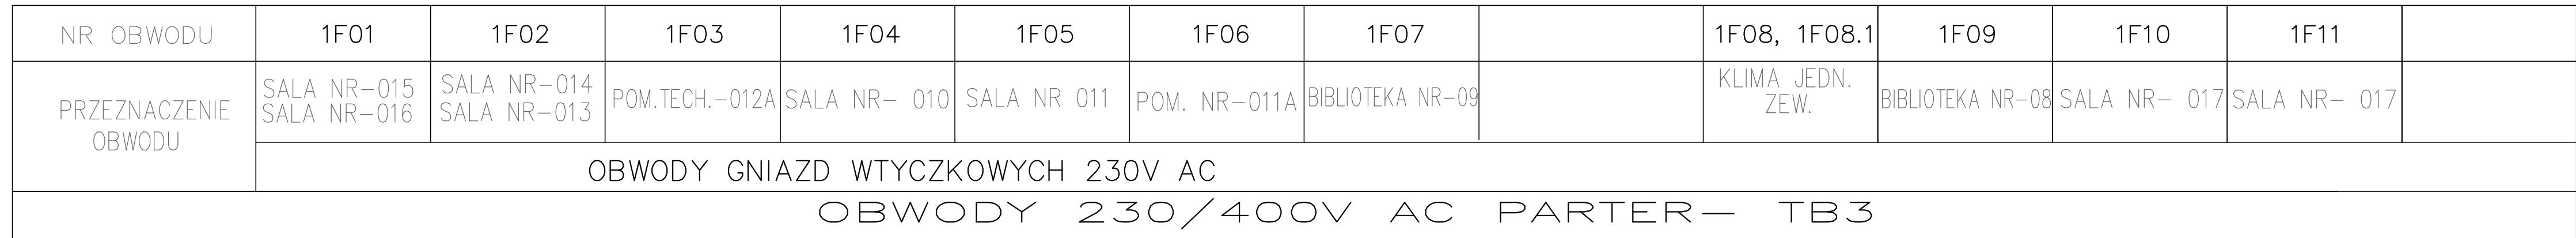 NR OBWODU 1F01 1F02 1F03 1F04 1F05 1F06 1F07 1F08, 1F08.1 1F09 1F10 1F11
PRZEZNACZENIE
OBWODU
SALA NR-015
SALA NR-016
SALA NR-014
SALA NR-013
POM.TECH.-012A
SALA NR- 010
SALA NR 011
POM. NR-011A
BIBLIOTEKA NR-09
KLIMA JEDN.
ZEW.
BIBLIOTEKA NR-08
SALA NR- 017
SALA NR- 017
OBWODY GNIAZD WTYCZKOWYCH 230V AC
OBWODY 230/400V AC PARTER- TB3